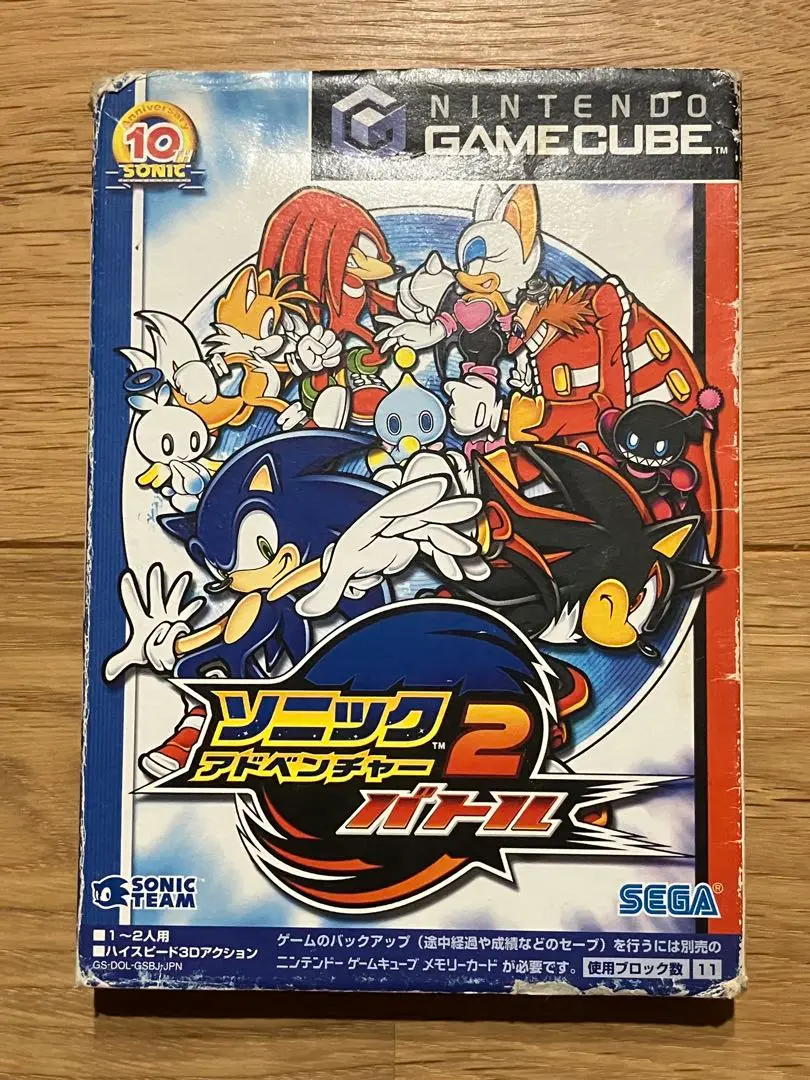 Anniversary
10TH
SONIC
NINTENDO
GAMECUBE™
ソニック™
アドベンチャー2
バトル
SONIC
TEAM™
SEGA®
■1～2人用
■ハイスピード3Dアクション
GS-DOL-GSBJ-JPN
ゲームのバックアップ（途中経過や成績などのセーブ）を行うには別売の
ニンテンドー ゲームキューブ メモリーカード が必要です。 使用ブロック数 11